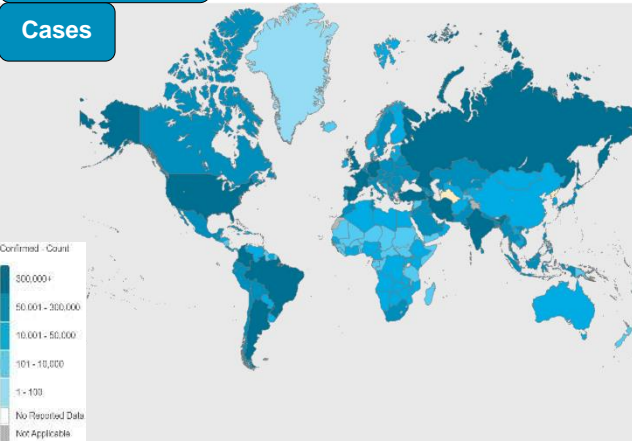 Cases
Confirmed - Count
300,000+
50,001 - 300,000
10,001 - 50,000
101 - 10,000
1 - 100
No Reported Data
Not Applicable